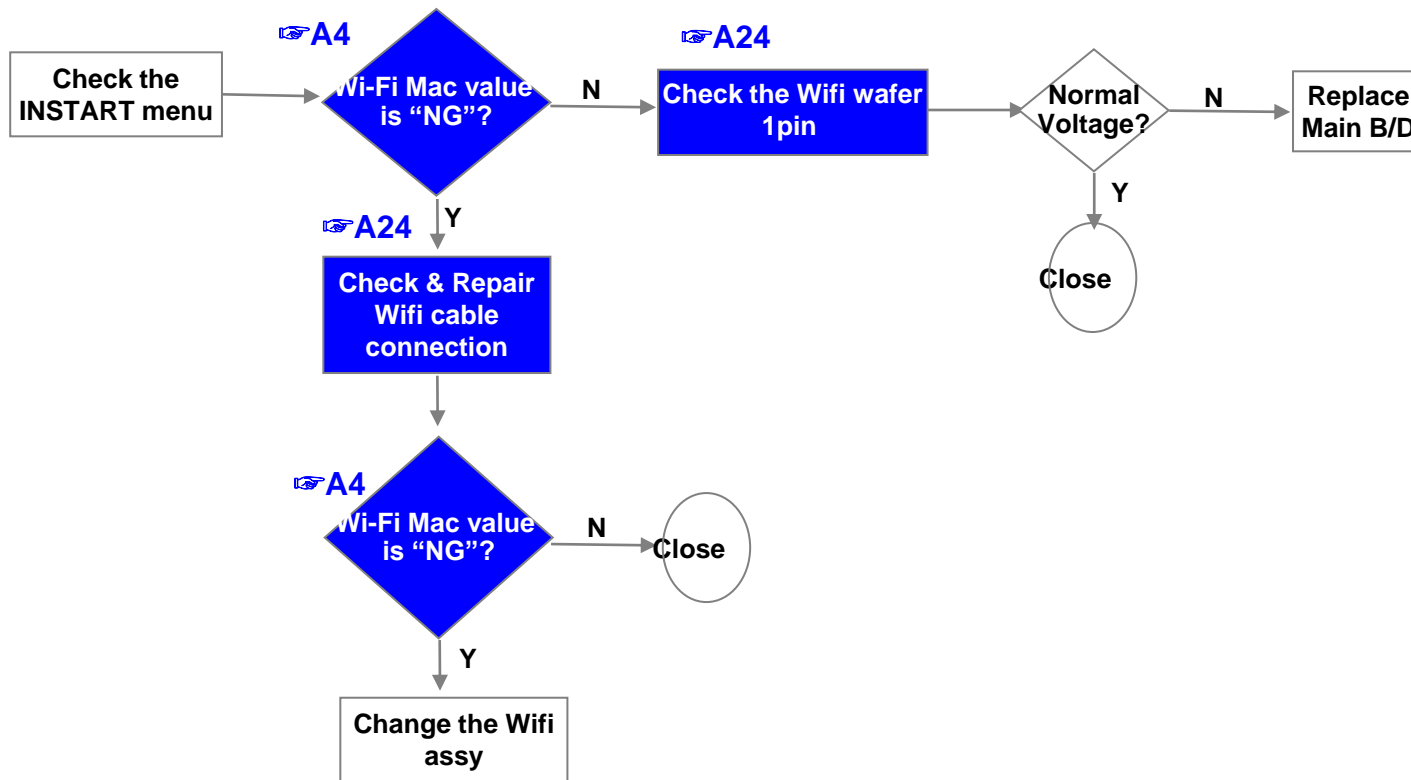 ☞A4
☞A24
Check the
INSTART menu
Wi-Fi Mac value
is “NG”?
N
Check the Wifi wafer
1pin
Normal
Voltage?
N
Replace
Main B/D
Y
☞A24
Y
Check & Repair
Wifi cable
connection
Close
☞A4
Wi-Fi Mac value
is “NG”?
N
Close
Y
Change the Wifi
assy